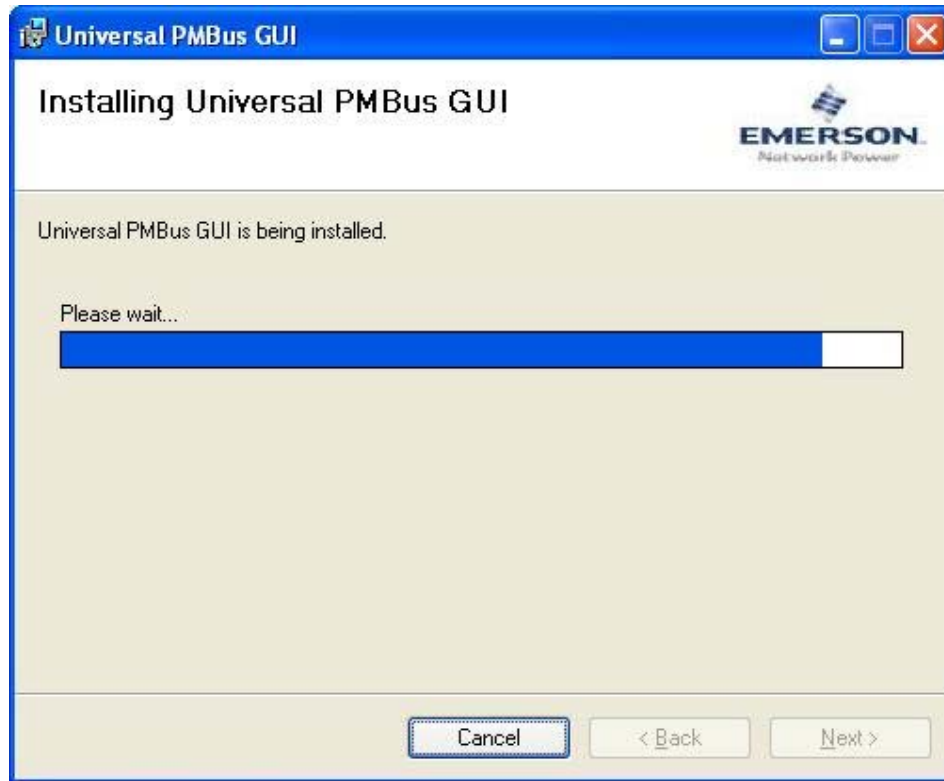 Universal PMBus GUI
Installing Universal PMBus GUI
EMERSON.
Network Power
Universal PMBus GUI is being installed.
Please wait...
Cancel
< Back
Next >